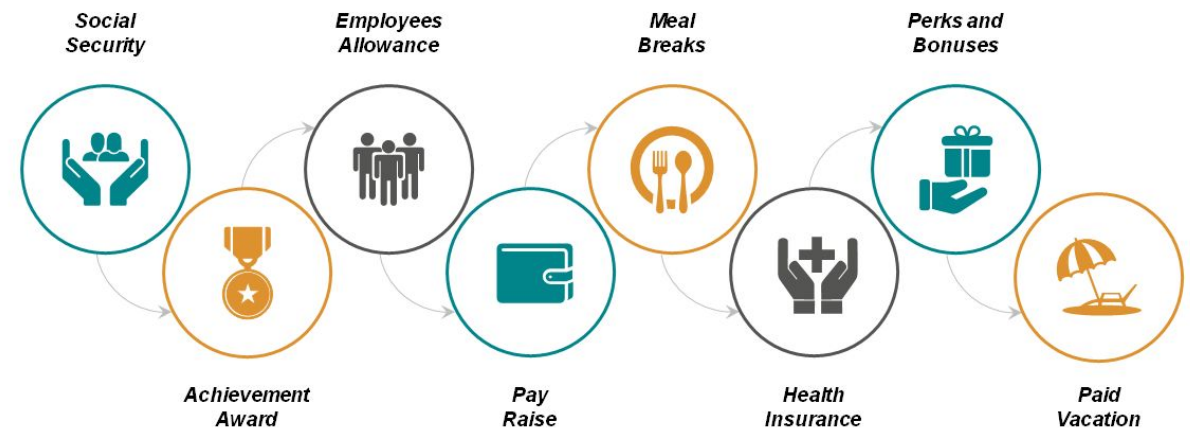 Social
Security
Employees
Allowance
Meal
Breaks
Perks and
Bonuses
Achievement
Award
Pay
Raise
Health
Insurance
Paid
Vacation